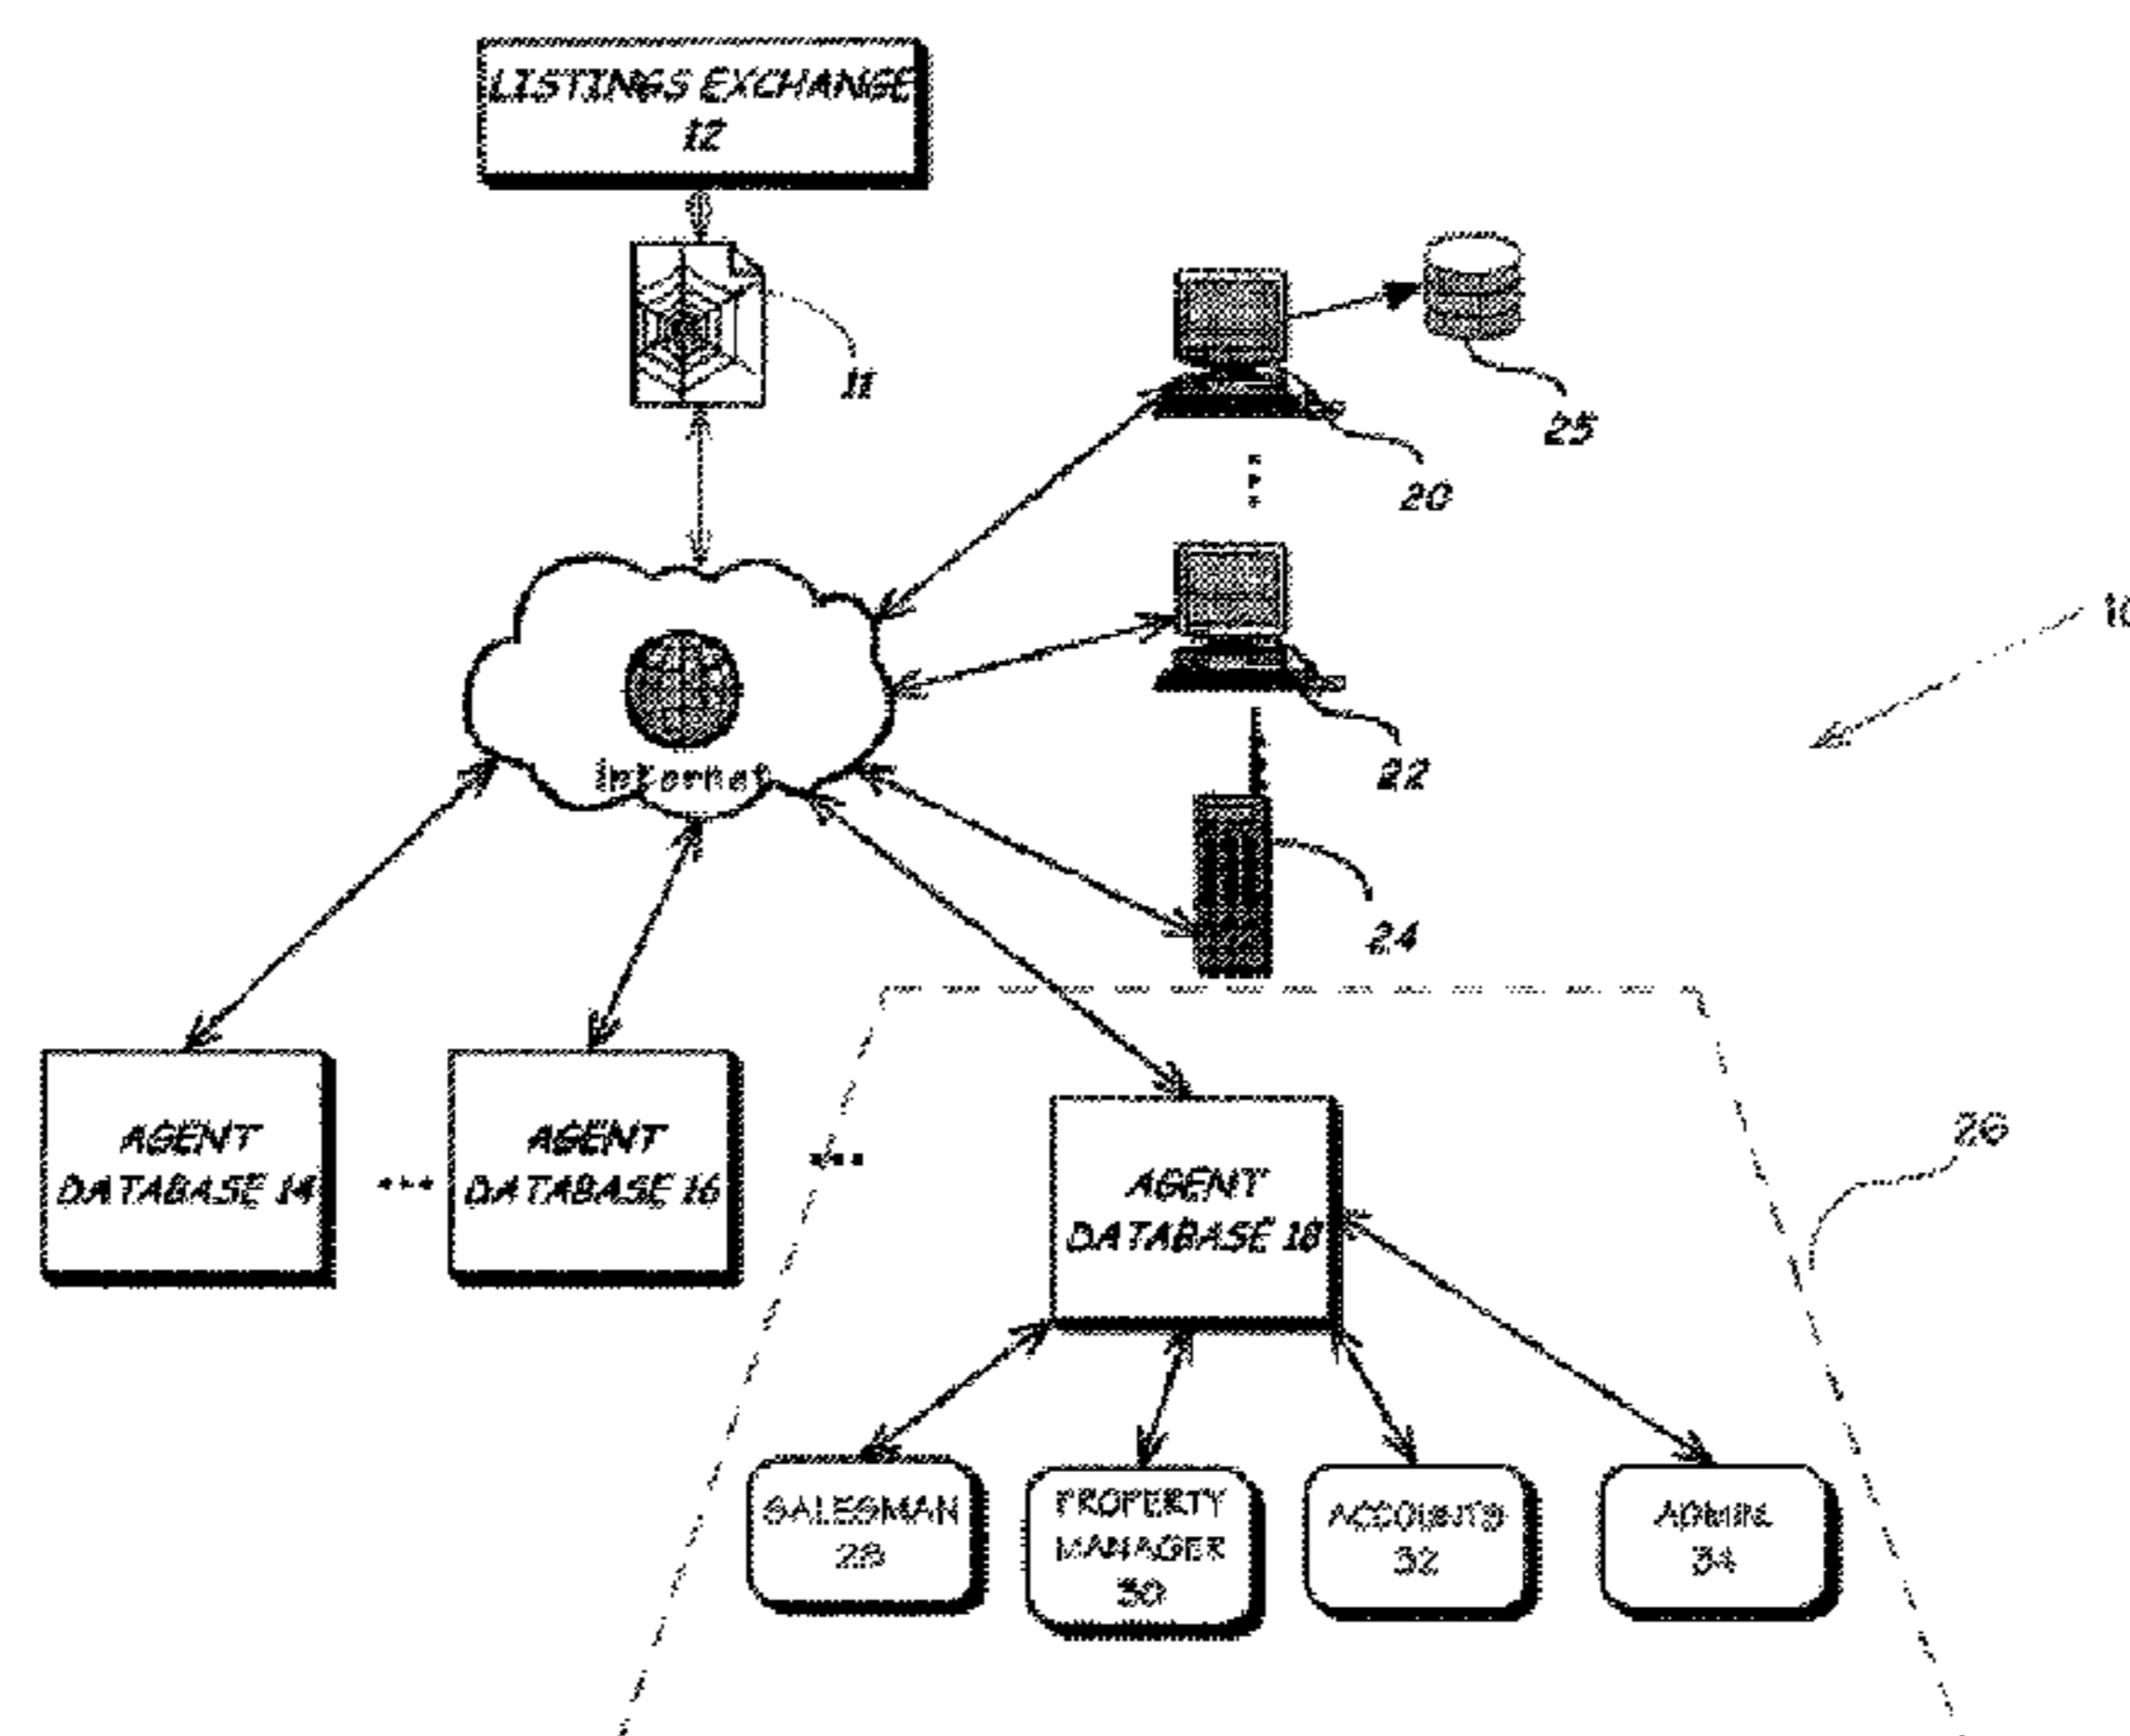 LISTINGS EXCHANGE
12
11
25
20
10
Internet
22
24
AGENT
DATABASE 14
AGENT
DATABASE 16
AGENT
DATABASE 18
26
SALESMAN
28
PROPERTY
MANAGER
30
ACCOUNTS
32
ADMIN.
34